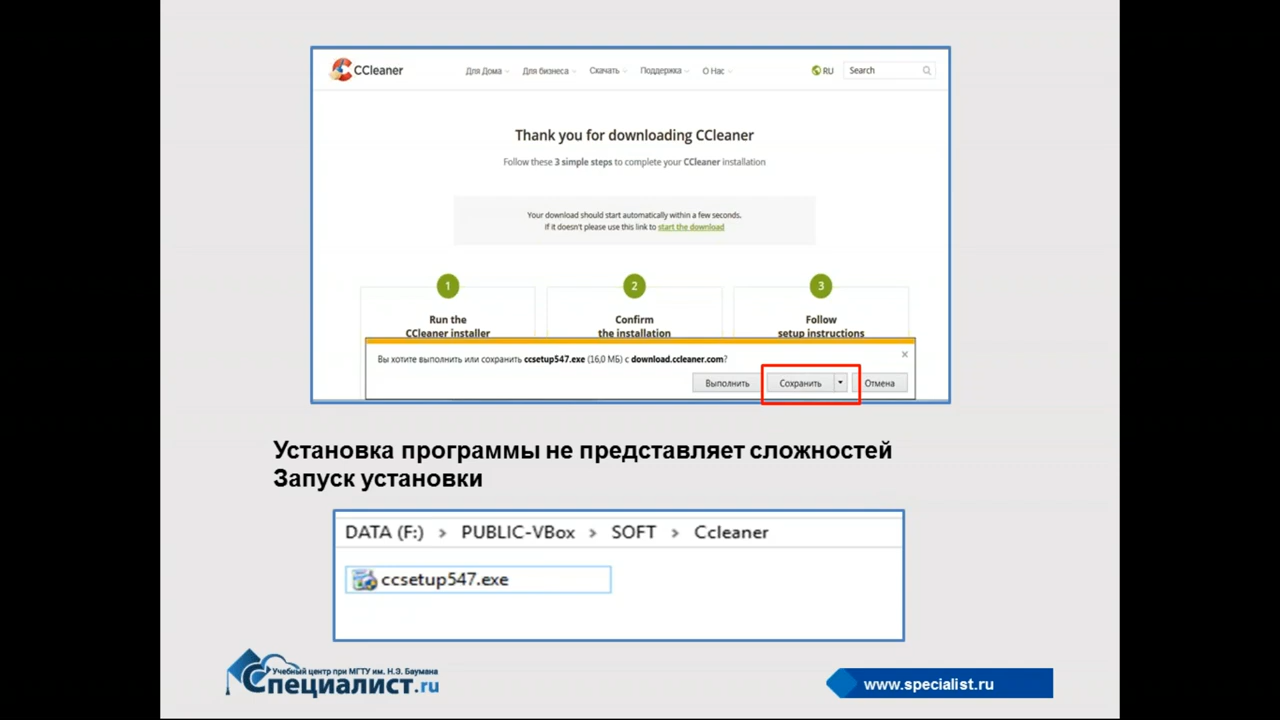 CCleaner
Для Дома
Для бизнеса
Скачать
Поддержка
О Нас
RU
Search
Thank you for downloading CCleaner
Follow these 3 simple steps to complete your CCleaner installation
Your download should start automatically within a few seconds.
If it doesn't please use this link to start the download
1
2
3
Run the
CCleaner installer
Confirm
the installation
Follow
setup instructions
Вы хотите выполнить или сохранить ccsetup547.exe (16,0 МБ) с download.ccleaner.com?
Выполнить
Сохранить
Отмена
Установка программы не представляет сложностей
Запуск установки
DATA (F:) > PUBLIC-VBox > SOFT > Ccleaner
ccsetup547.exe
Учебный центр при МГТУ им. Н.Э. Баумана
Специалист.ru
www.specialist.ru